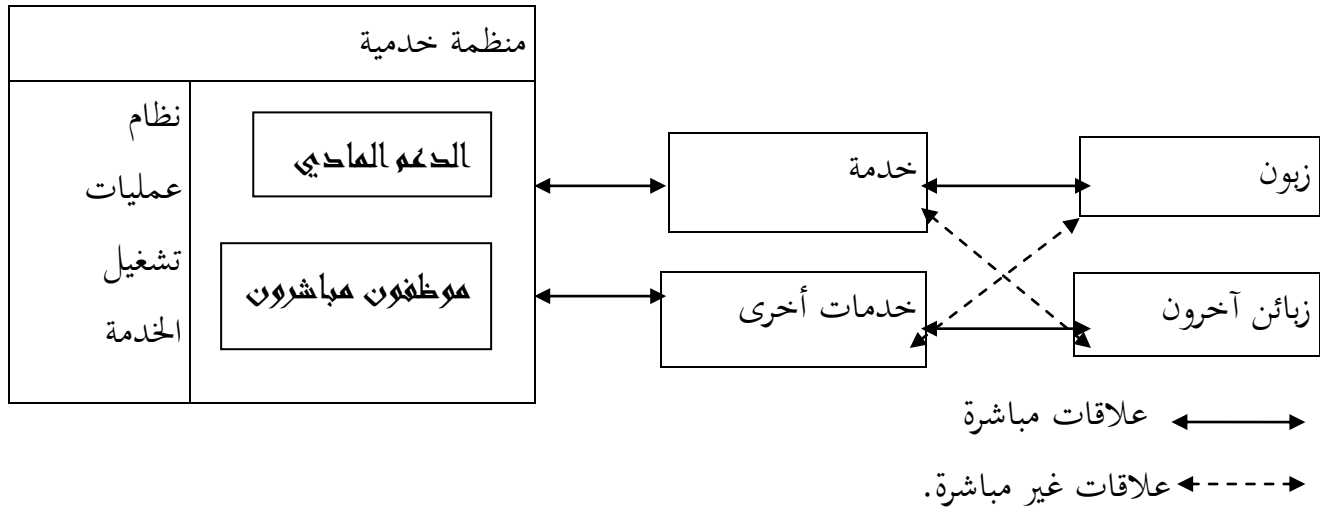 منظمة خدمية
نظام
عمليات
تشغيل
الخدمة
الدعم المادي
موظفون مباشرون
خدمة
خدمات أخرى
زبون
زبائن آخرون
علاقات مباشرة
علاقات غير مباشرة.